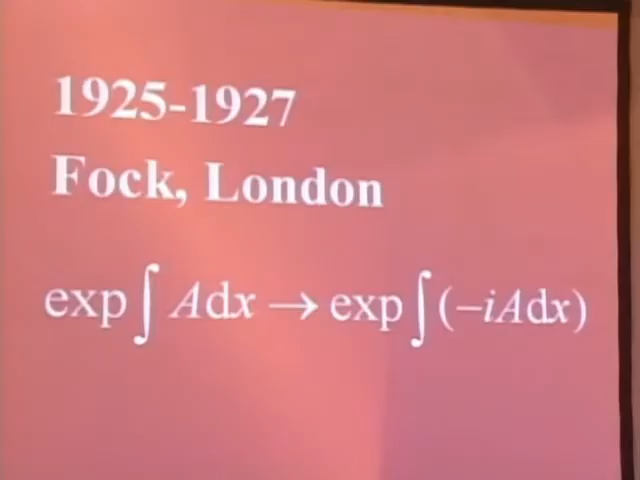 1925-1927
Fock, London
exp ∫ Adx → exp ∫ (−iAdx)